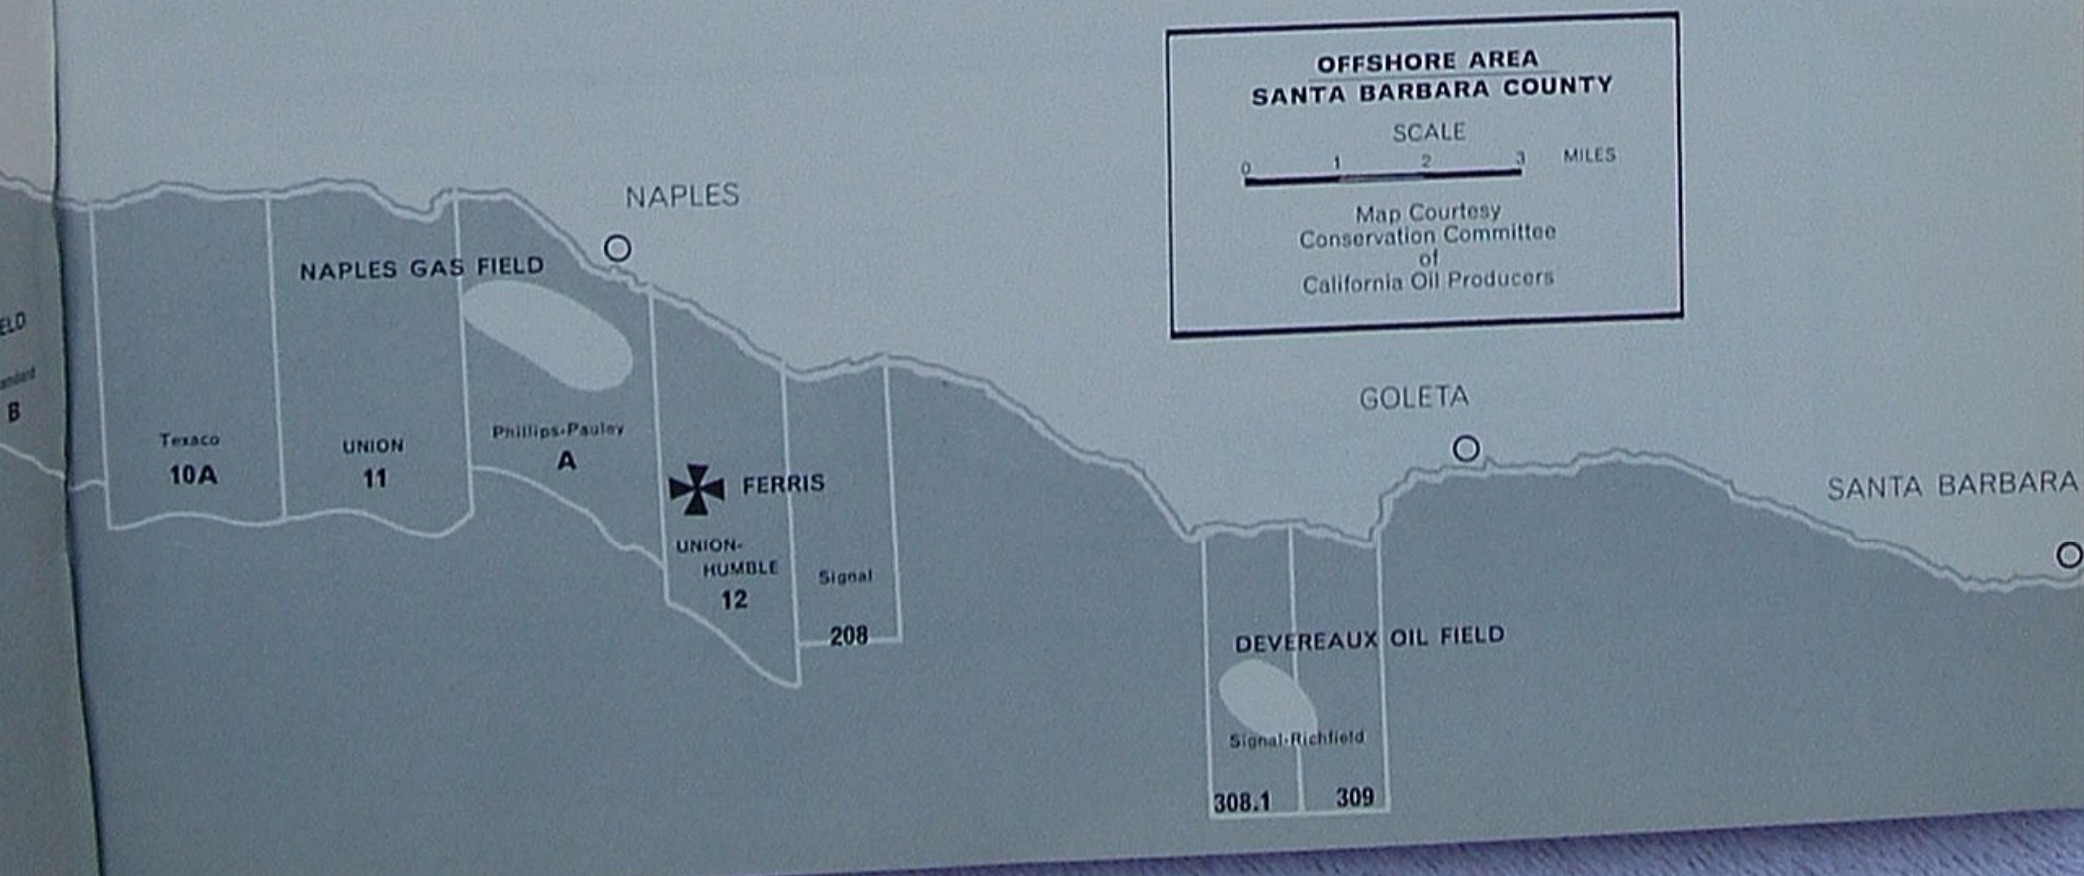 OFFSHORE AREA
SANTA BARBARA COUNTY
SCALE
0 1 2 3 MILES
Map Courtesy
Conservation Committee
of
California Oil Producers
NAPLES
NAPLES GAS FIELD
ELD
B
Texaco
10A
UNION
11
Phillips-Pauley
A
FERRIS
UNION-
HUMBLE
12
Signal
208
GOLETA
SANTA BARBARA
DEVEREAUX OIL FIELD
Signal-Richfield
308.1 309